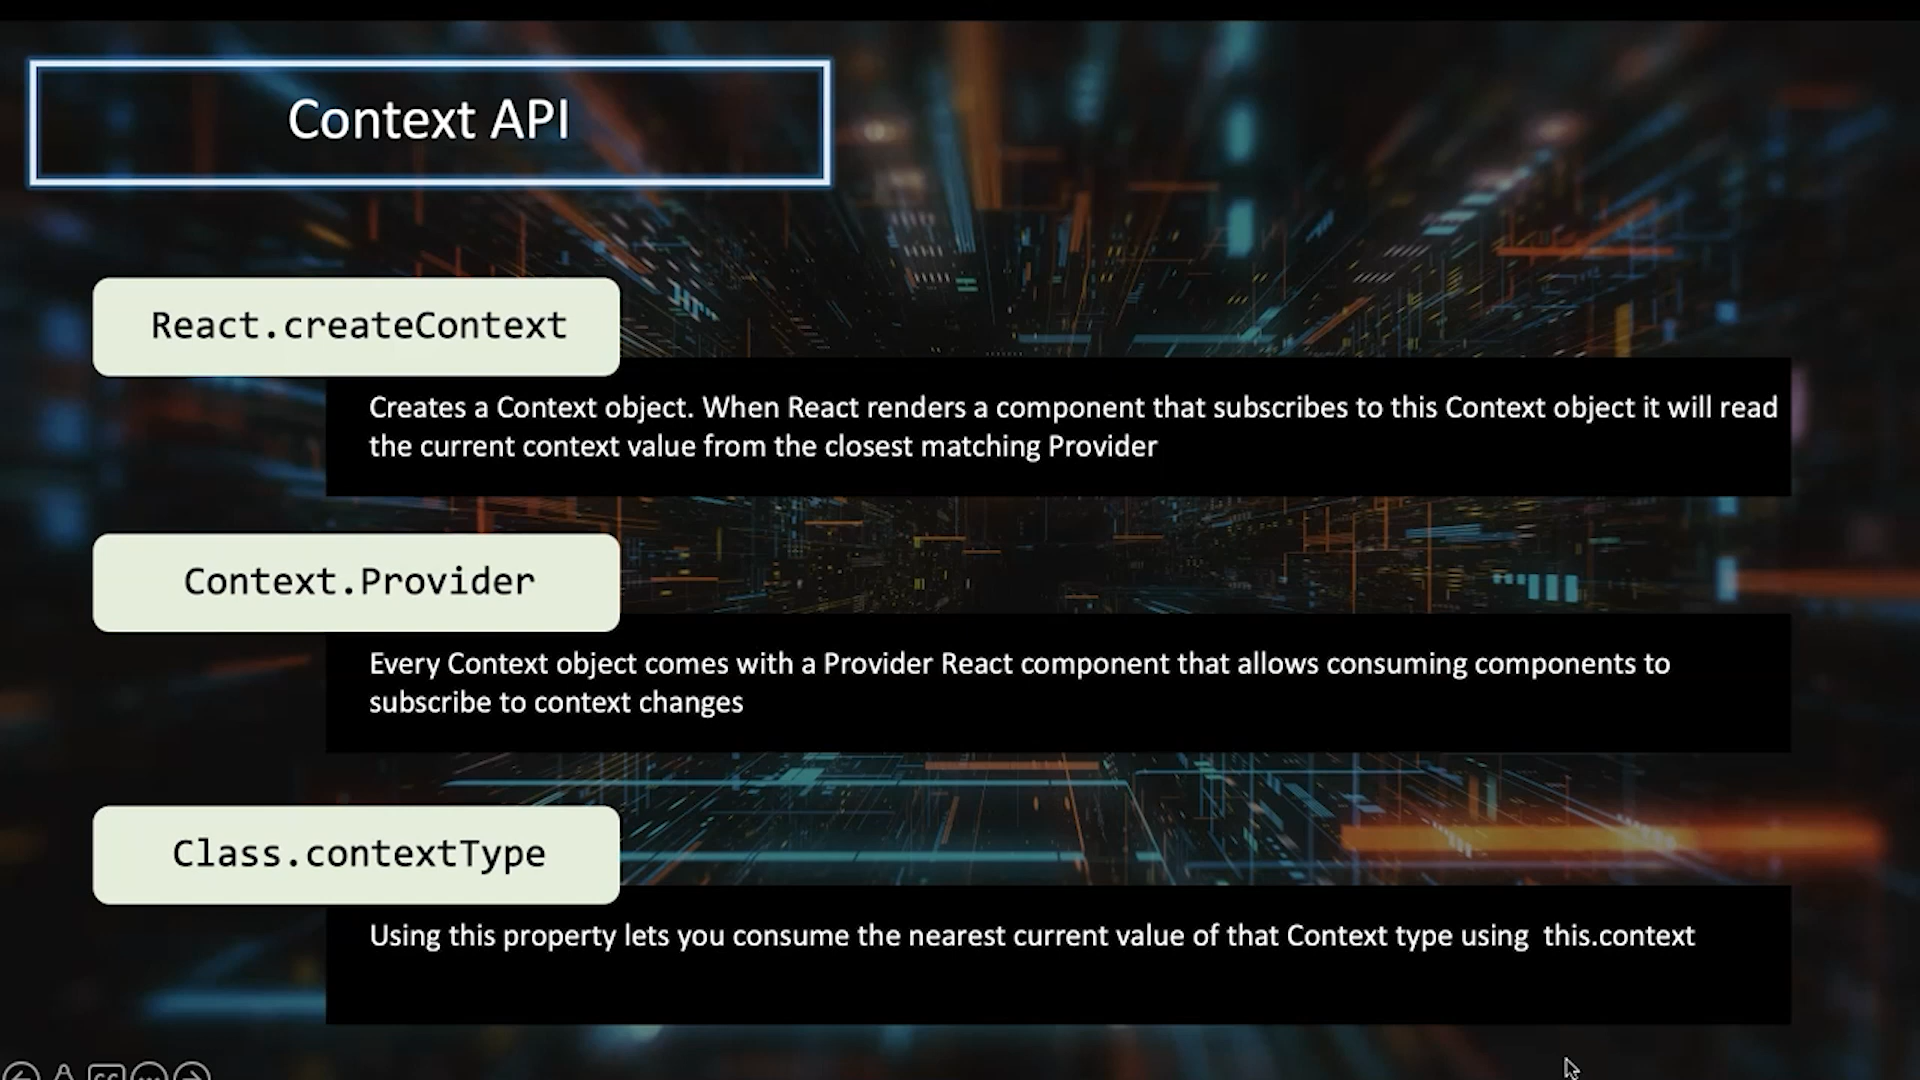 Context API
React.createContext
Creates a Context object. When React renders a component that subscribes to this Context object it will read
the current context value from the closest matching Provider
Context.Provider
Every Context object comes with a Provider React component that allows consuming components to
subscribe to context changes
Class.contextType
Using this property lets you consume the nearest current value of that Context type using  this.context